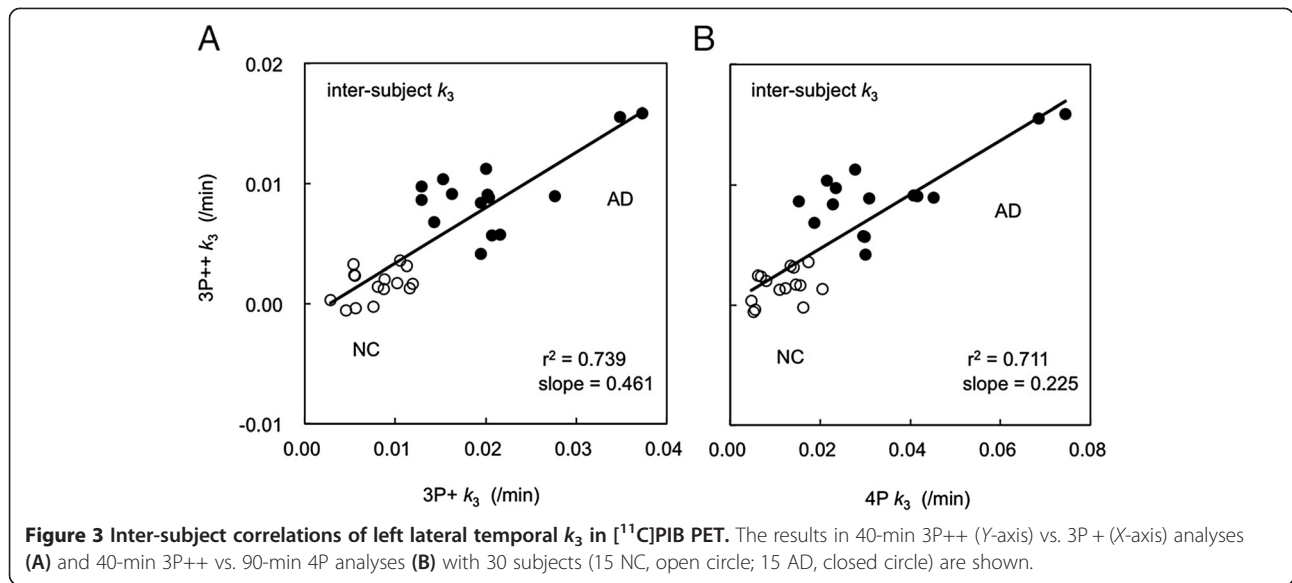 A
B
0.02
inter-subject k₃
inter-subject k₃
0.01
AD
AD
3P++ k₃ (/min)
0.00
NC
NC
r² = 0.739
slope = 0.461
r² = 0.711
slope = 0.225
-0.01
0.00 0.01 0.02 0.03 0.04
0.00 0.02 0.04 0.06 0.08
3P+ k₃ (/min)
4P k₃ (/min)
Figure 3 Inter-subject correlations of left lateral temporal k₃ in [¹¹C]PIB PET. The results in 40-min 3P++ (Y-axis) vs. 3P + (X-axis) analyses
(A) and 40-min 3P++ vs. 90-min 4P analyses (B) with 30 subjects (15 NC, open circle; 15 AD, closed circle) are shown.